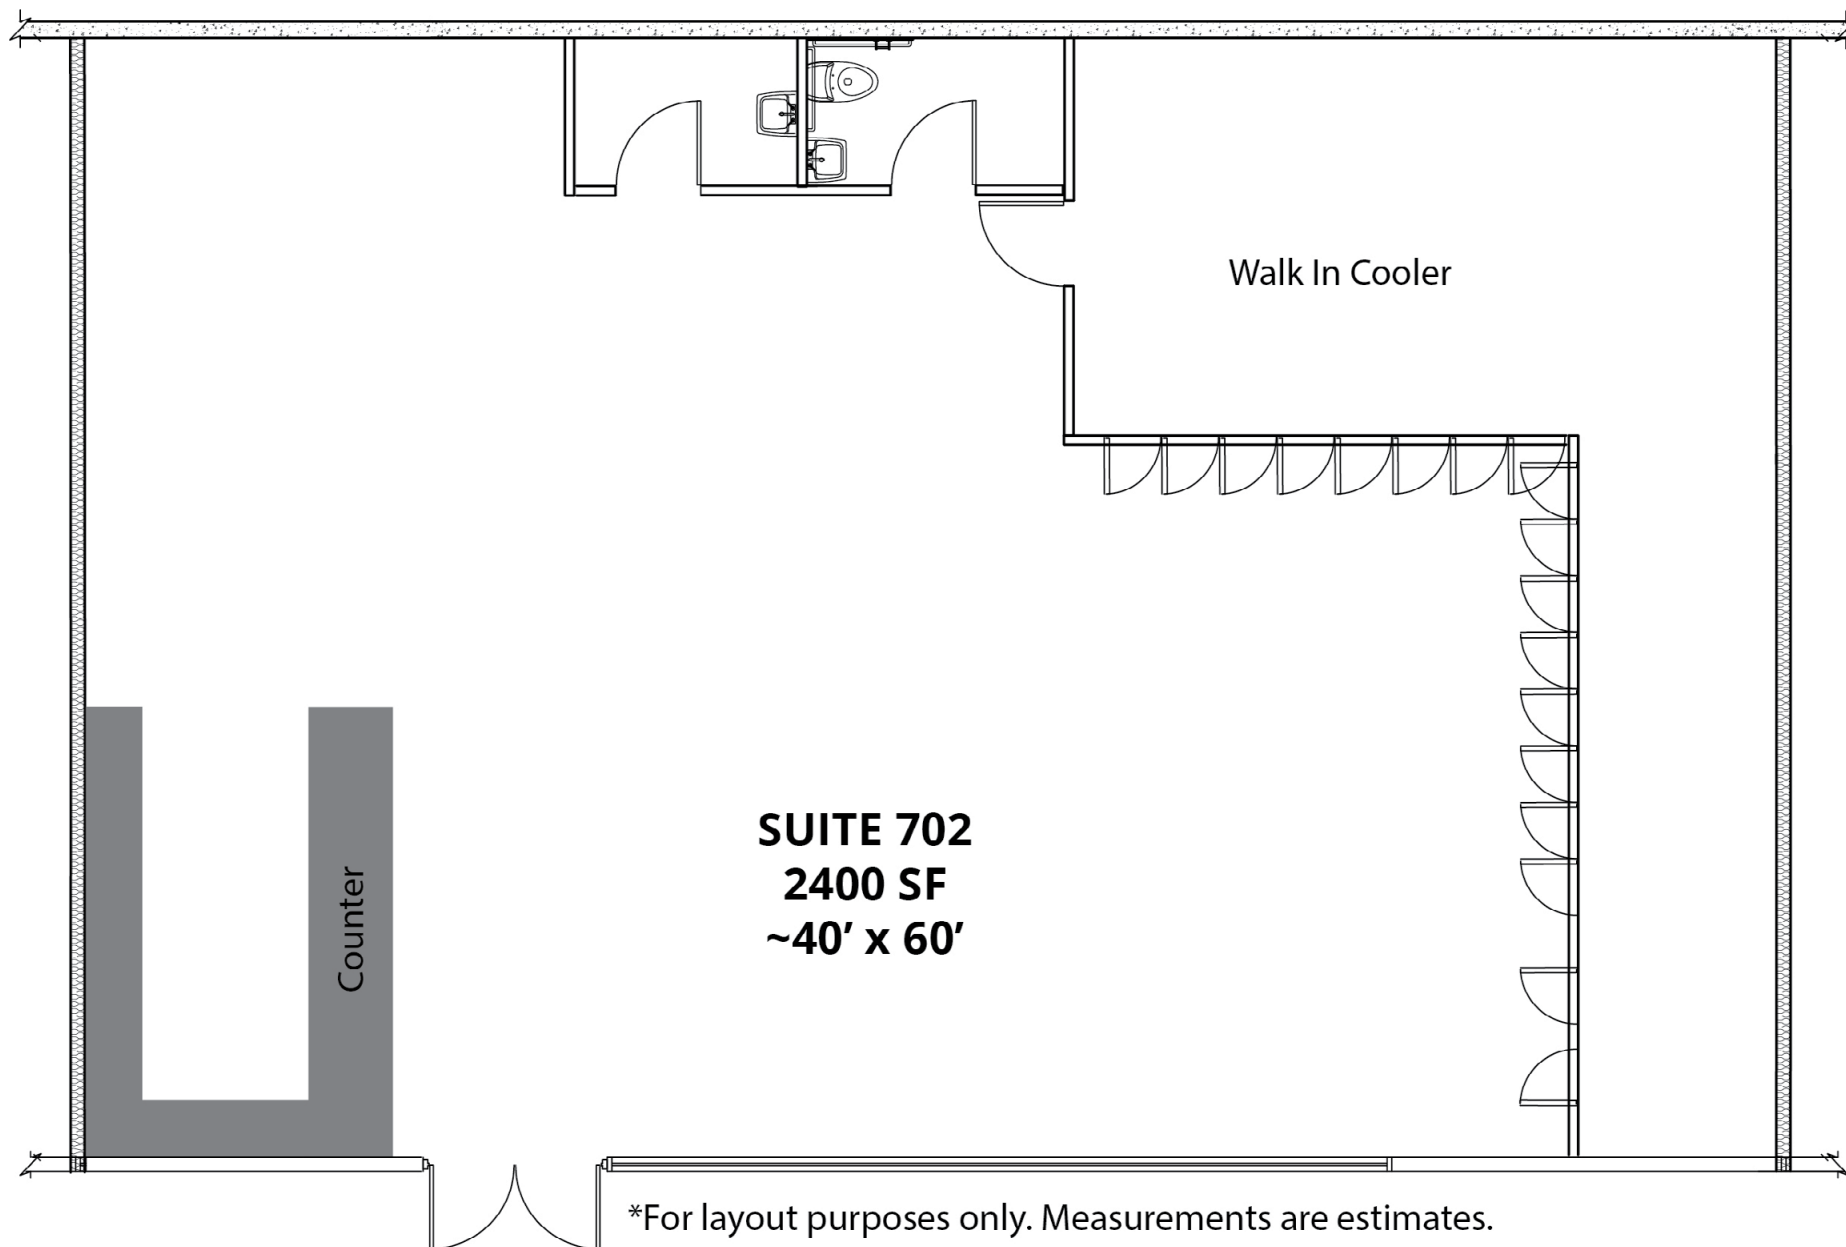 Walk In Cooler
Counter
SUITE 702
2400 SF
~40’ x 60’
*For layout purposes only. Measurements are estimates.